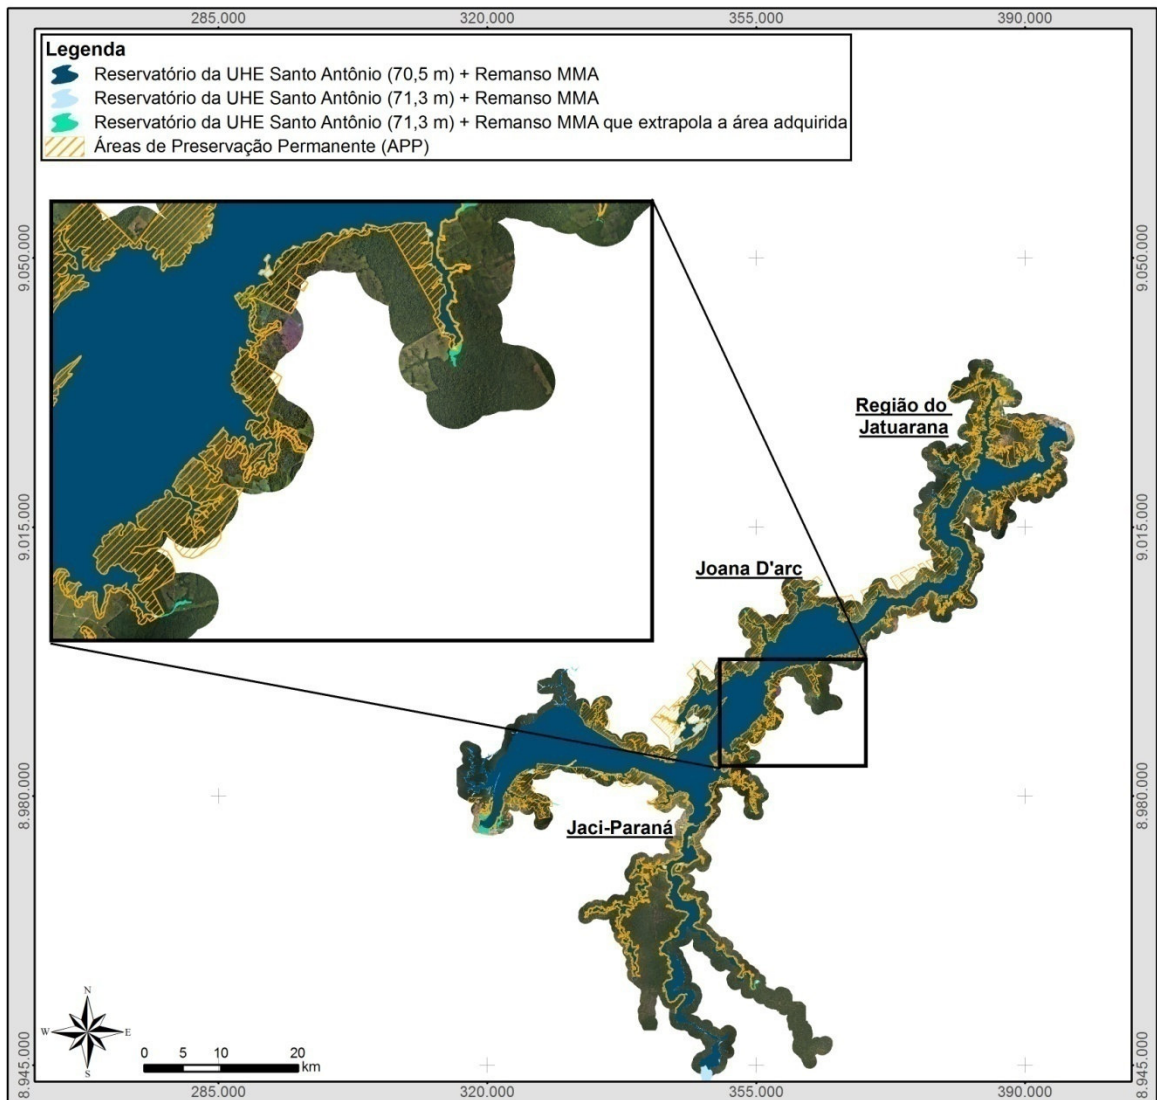 285.000 320.000 355.000 390.000
Legenda
Reservatório da UHE Santo Antônio (70,5 m) + Remanso MMA
Reservatório da UHE Santo Antônio (71,3 m) + Remanso MMA
Reservatório da UHE Santo Antônio (71,3 m) + Remanso MMA que extrapola a área adquirida
Áreas de Preservação Permanente (APP)
9.050.000 9.050.000
Região do
Jatuarana
9.015.000 9.015.000
Joana D'arc
8.980.000 8.980.000
Jaci-Paraná
N
W E
S
0 5 10 20
km
8.945.000 8.945.000
285.000 320.000 355.000 390.000